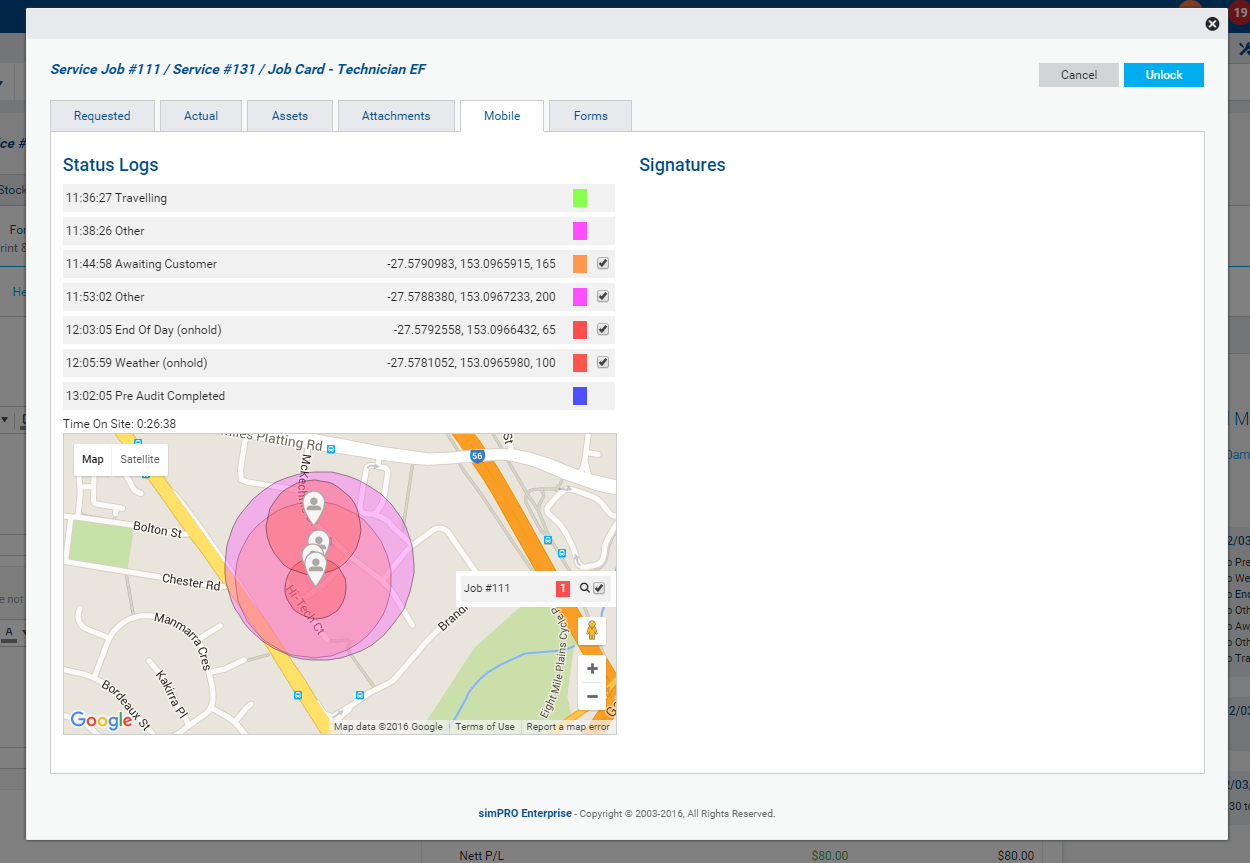 19
Service Job #111 / Service #131 / Job Card - Technician EF
Cancel
Unlock
Requested
Actual
Assets
Attachments
Mobile
Forms
Status Logs
Signatures
11:36:27 Travelling
11:38:26 Other
11:44:58 Awaiting Customer -27.5790983, 153.0965915, 165
11:53:02 Other -27.5788380, 153.0967233, 200
12:03:05 End Of Day (onhold) -27.5792558, 153.0966432, 65
12:05:59 Weather (onhold) -27.5781052, 153.0965980, 100
13:02:05 Pre Audit Completed
Time On Site: 0:26:38
Platting Rd
St
56
Map
Satellite
Bolton St
Chester Rd
Hi-Tech Ct
Job #111
1
Manmarra Cres
Kakirra Pl
Bordeaux St
Eight Mile Plains Cycle
+
−
Google
Map data ©2016 Google
Terms of Use
Report a map error
simPRO Enterprise - Copyright © 2003-2016, All Rights Reserved.
Nett P/L
$80.00
$80.00
Stock
A